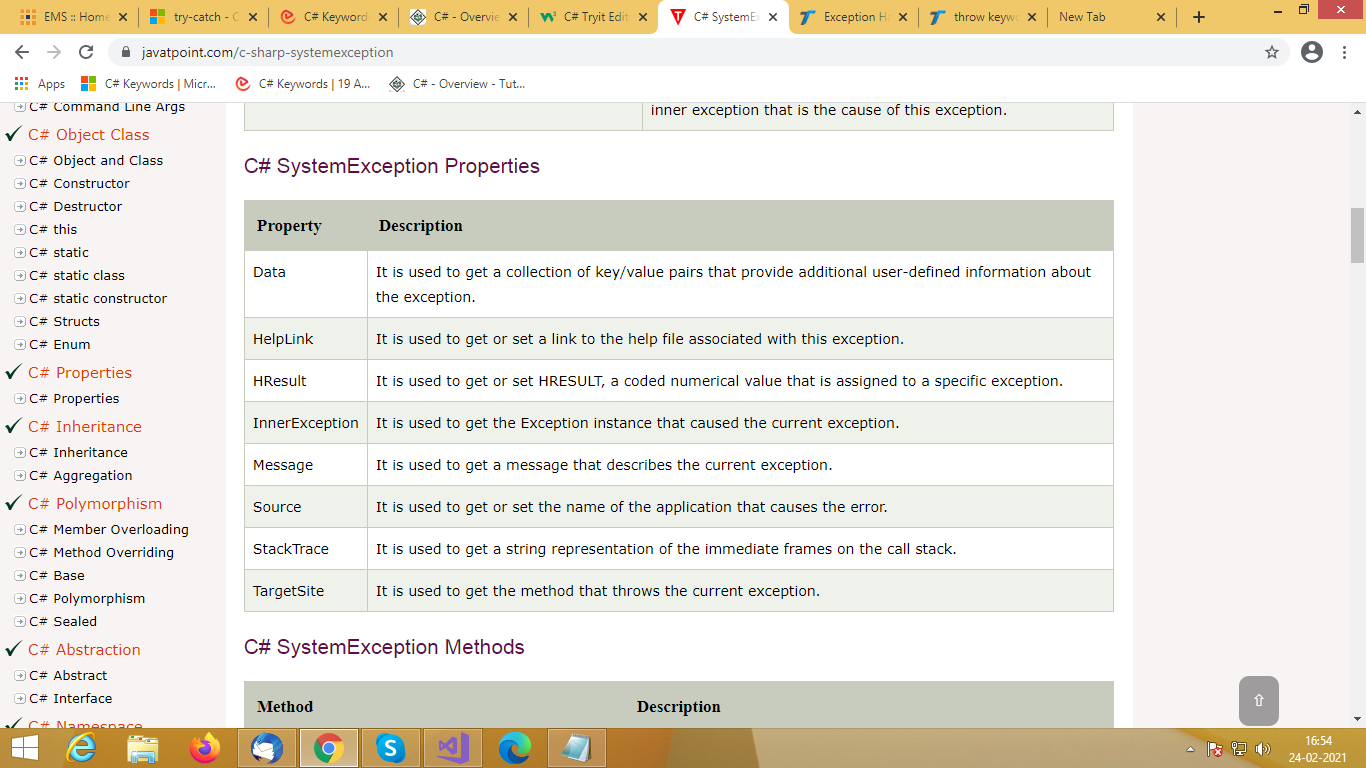 EMS :: Home
try-catch - C
C# Keyword
C# - Overvie
C# Tryit Edit
C# SystemEx
Exception Ha
throw keywo
New Tab
javatpoint.com/c-sharp-systemexception
Apps
C# Keywords | Micr...
C# Keywords | 19 A...
C# - Overview - Tut...
C# Command Line Args
C# Object Class
C# Object and Class
C# Constructor
C# Destructor
C# this
C# static
C# static class
C# static constructor
C# Structs
C# Enum
C# Properties
C# Properties
C# Inheritance
C# Inheritance
C# Aggregation
C# Polymorphism
C# Member Overloading
C# Method Overriding
C# Base
C# Polymorphism
C# Sealed
C# Abstraction
C# Abstract
C# Interface
C# Namespace
inner exception that is the cause of this exception.
C# SystemException Properties
Property Description
Data It is used to get a collection of key/value pairs that provide additional user-defined information about
the exception.
HelpLink It is used to get or set a link to the help file associated with this exception.
HResult It is used to get or set HRESULT, a coded numerical value that is assigned to a specific exception.
InnerException It is used to get the Exception instance that caused the current exception.
Message It is used to get a message that describes the current exception.
Source It is used to get or set the name of the application that causes the error.
StackTrace It is used to get a string representation of the immediate frames on the call stack.
TargetSite It is used to get the method that throws the current exception.
C# SystemException Methods
Method Description
16:54
24-02-2021